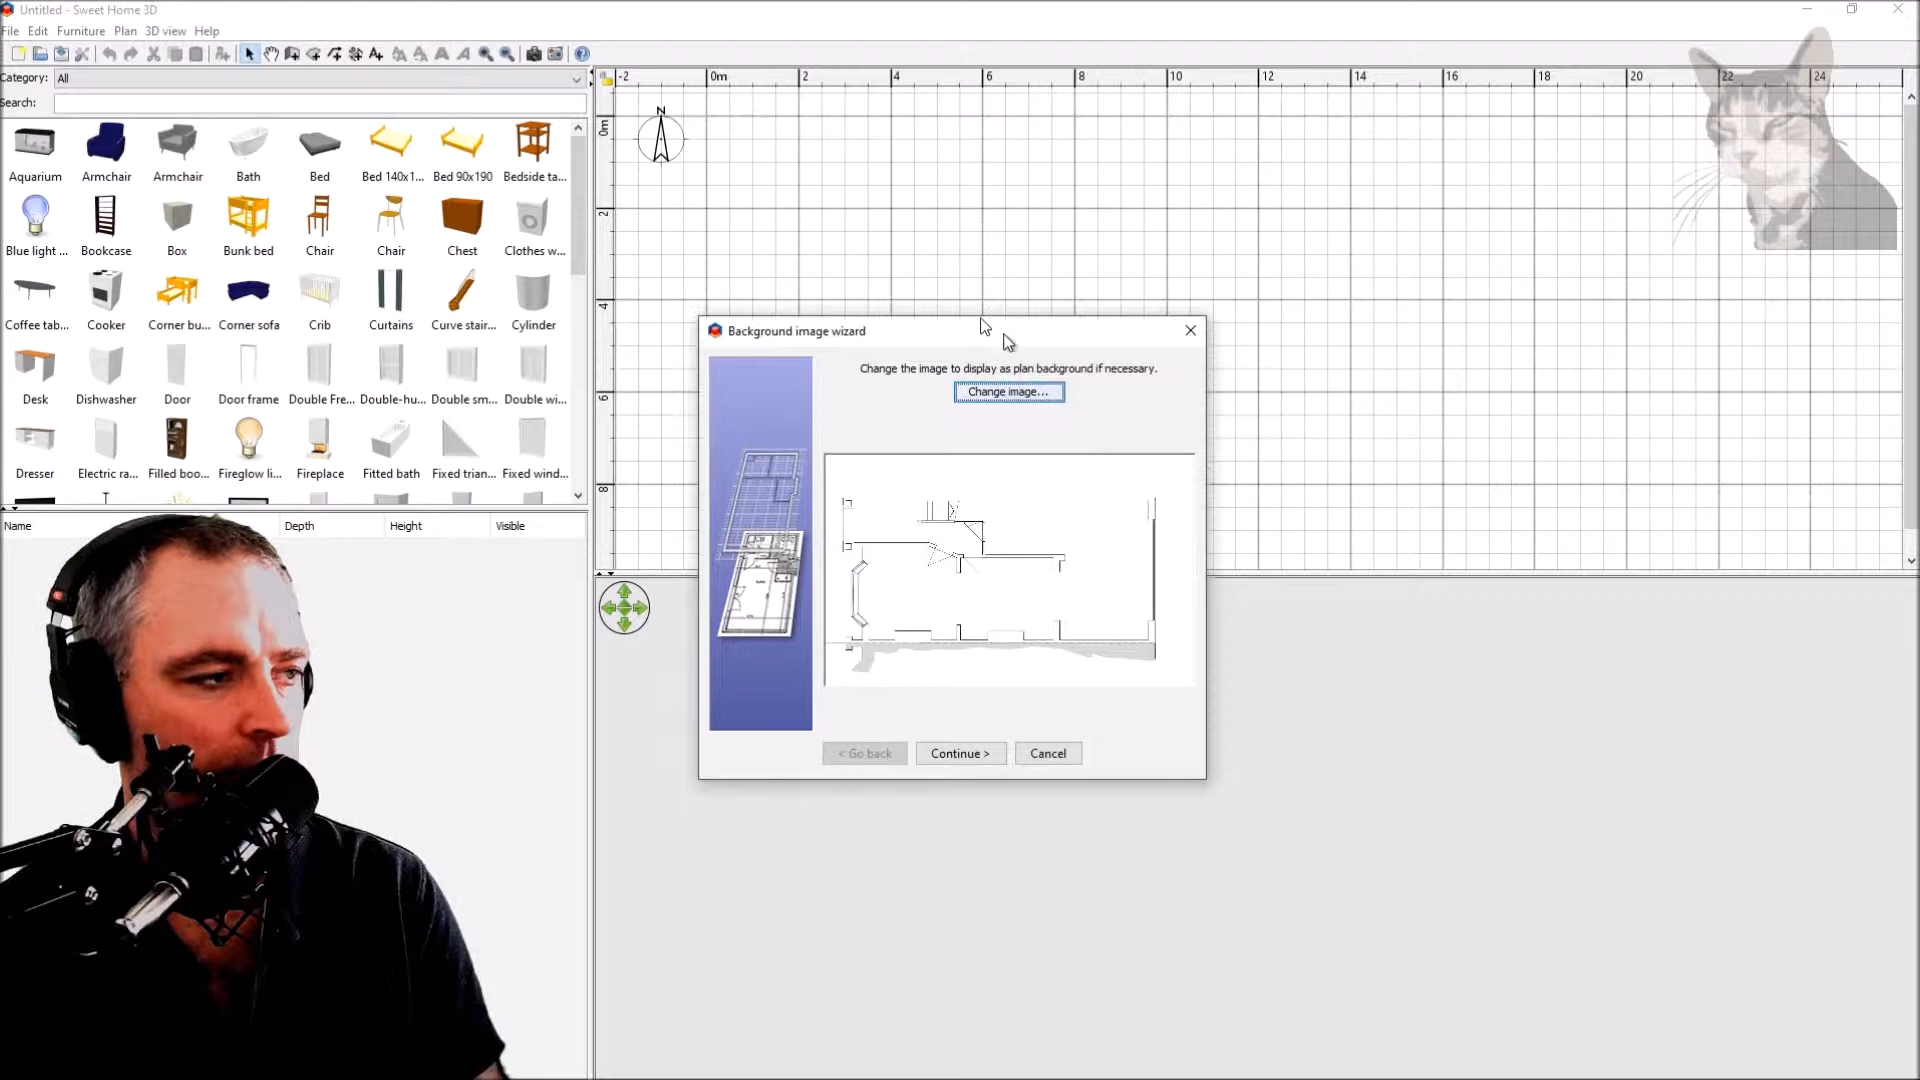 Untitled - Sweet Home 3D
File Edit Furniture Plan 3D view Help
Category: All
Search:
Aquarium Armchair Armchair Bath Bed Bed 140x1... Bed 90x190 Bedside ta...
Blue light ... Bookcase Box Bunk bed Chair Chair Chest Clothes w...
Coffee tab... Cooker Corner bu... Corner sofa Crib Curtains Curve stair... Cylinder
Desk Dishwasher Door Door frame Double Fre... Double-hu... Double sm... Double wi...
Dresser Electric ra... Filled boo... Fireglow li... Fireplace Fitted bath Fixed trian... Fixed wind...
Name Depth Height Visible
-2 0m 2 4 6 8 10 12 14 16 18 20 22 24
0m
2
4
6
8
N
Background image wizard
Change the image to display as plan background if necessary.
Change image...
< Go back Continue > Cancel